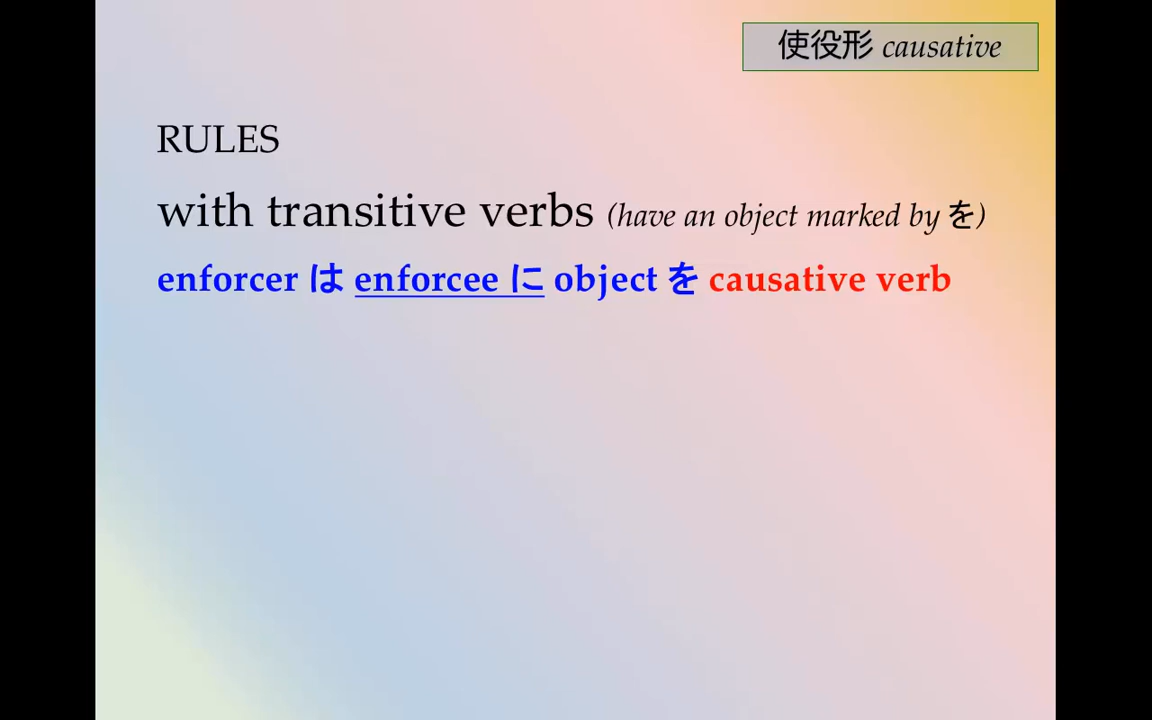 使役形 causative
RULES
with transitive verbs (have an object marked by を)
enforcer は enforcee に object を causative verb